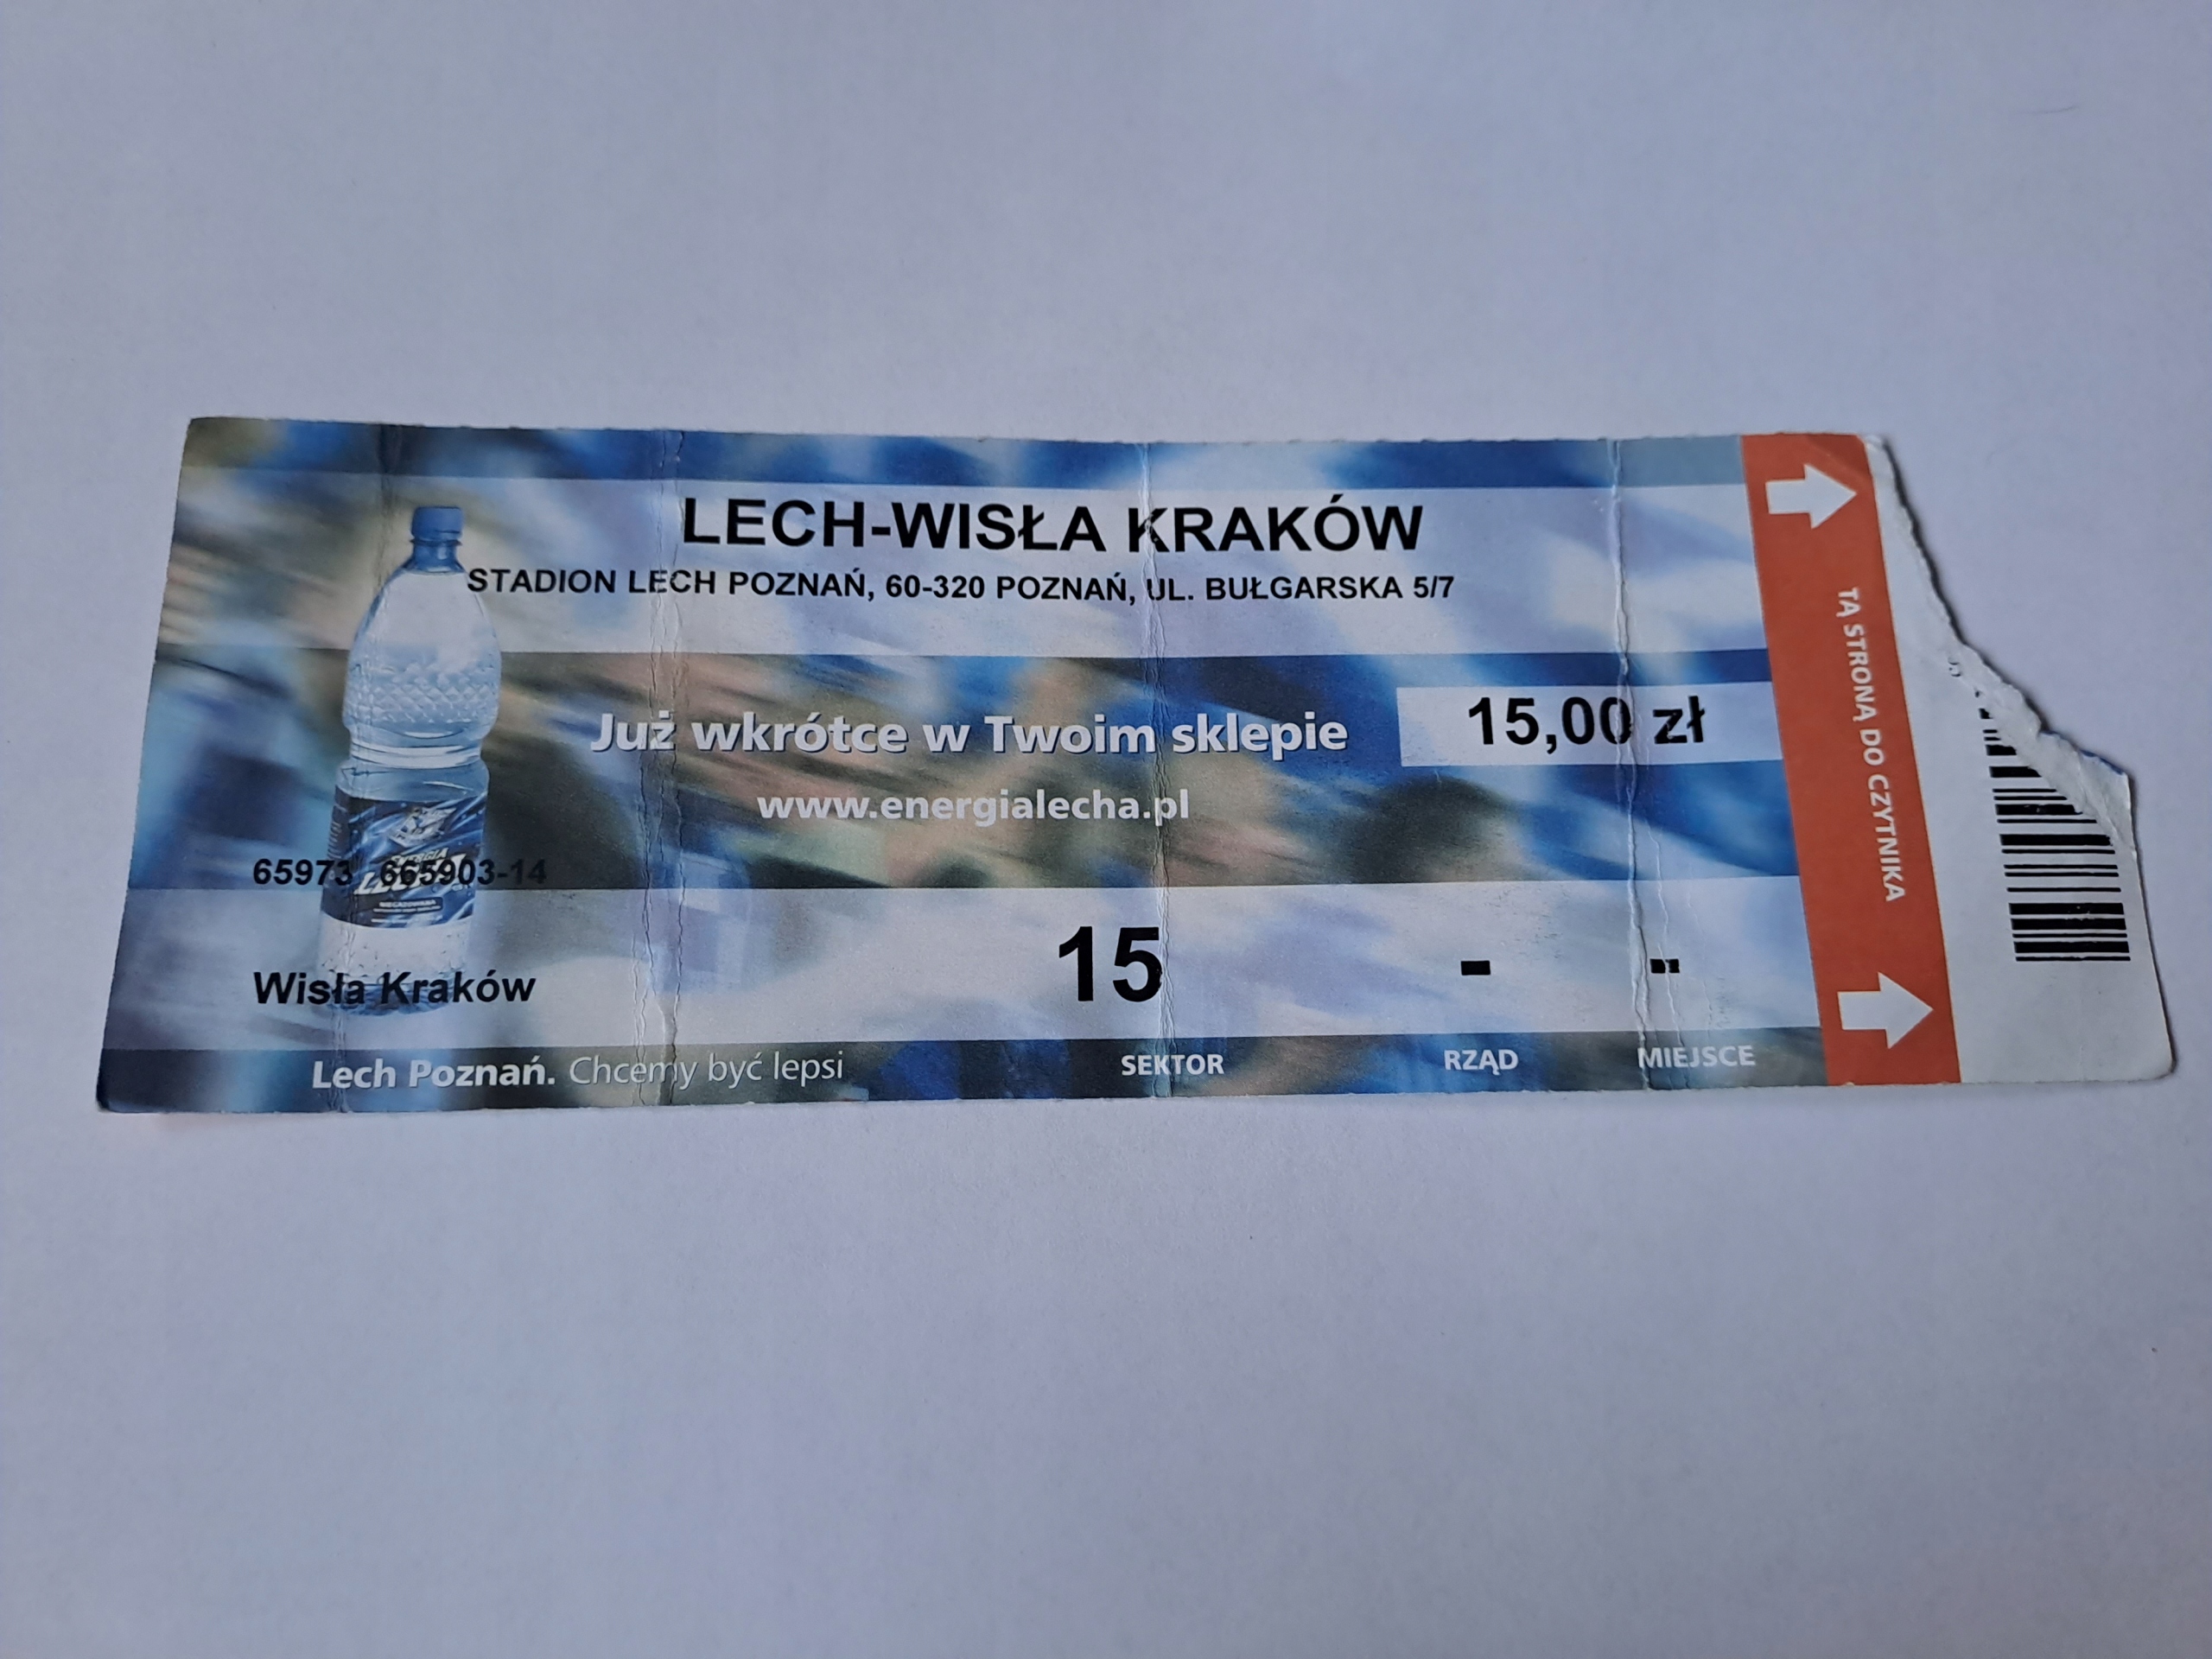 LECH-WISŁA KRAKÓW
STADION LECH POZNAŃ, 60-320 POZNAŃ, UL. BUŁGARSKA 5/7
Już wkrótce w Twoim sklepie
15,00 zł
www.energialecha.pl
65973 665903-14
Wisła Kraków
15 - -
Lech Poznań. Chcemy być lepsi
SEKTOR RZĄD MIEJSCE
TĄ STRONĄ DO CZYTNIKA